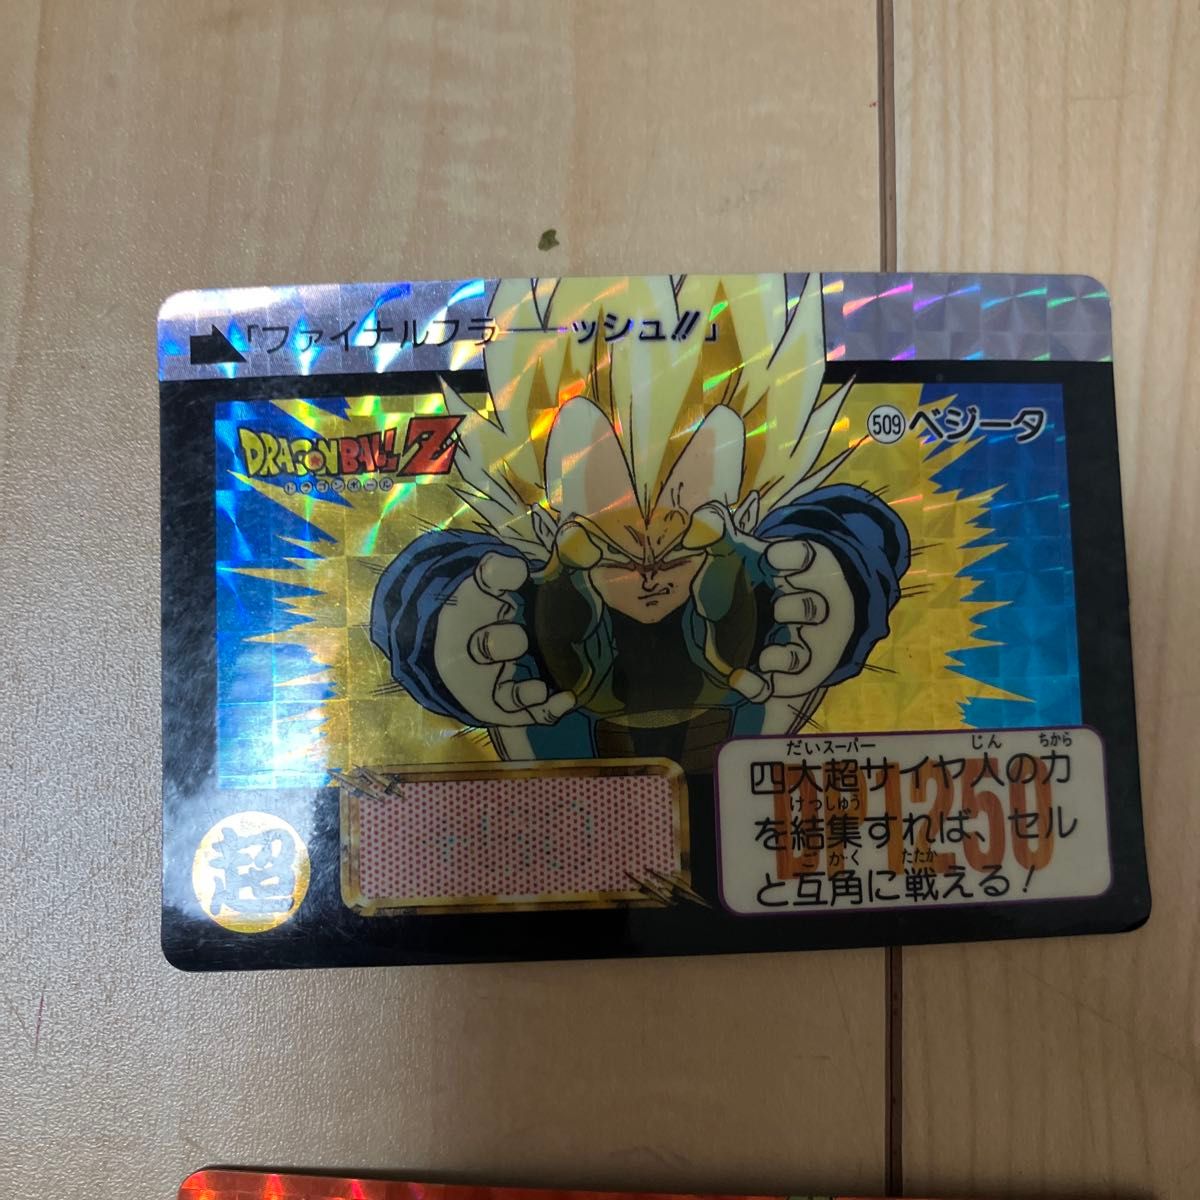 「ファイナルフラ──ッシュ!!」
DRAGON BALL Z
ドラゴンボール
509 ベジータ
だいスーパー じん ちから
四大超サイヤ人の力
けっしゅう
を結集すれば、セル
ごかく たたか
と互角に戦える!
BP1250
超